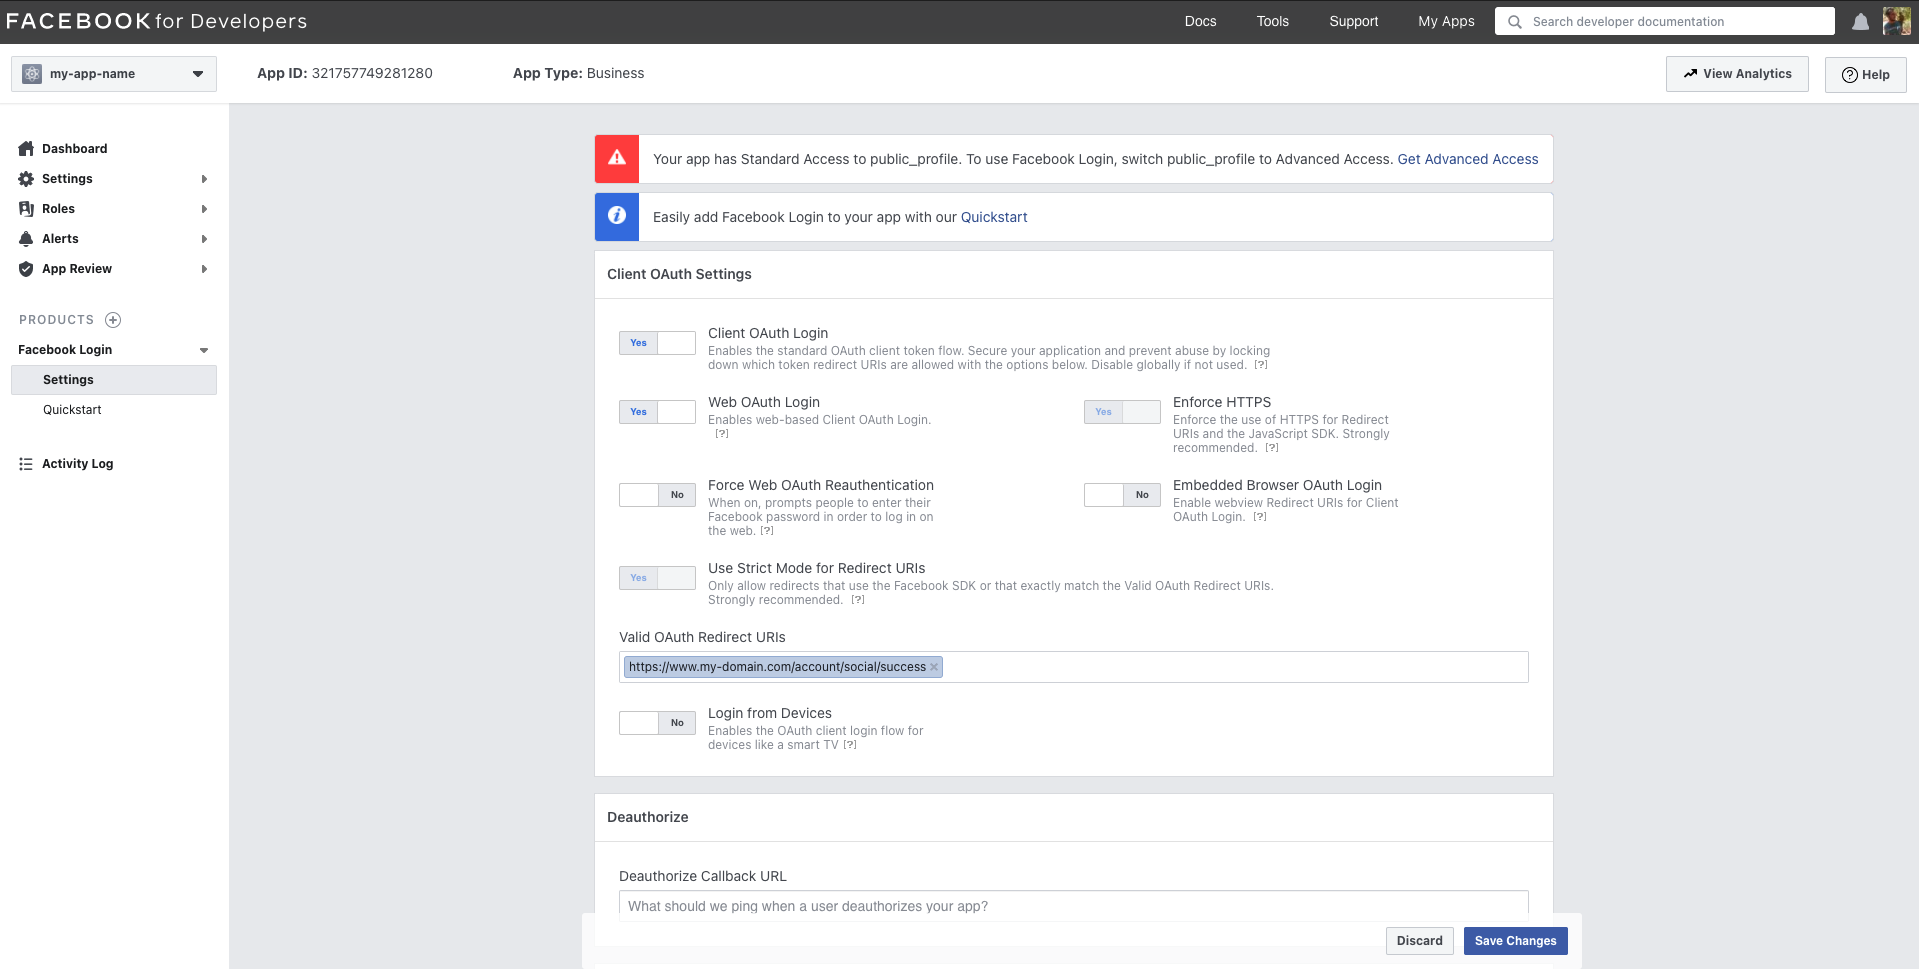 FACEBOOK for Developers
Docs
Tools
Support
My Apps
Search developer documentation
my-app-name
App ID: 321757749281280
App Type: Business
View Analytics
Help
Dashboard
Settings
Roles
Alerts
App Review
PRODUCTS
Facebook Login
Settings
Quickstart
Activity Log
Your app has Standard Access to public_profile. To use Facebook Login, switch public_profile to Advanced Access. Get Advanced Access
Easily add Facebook Login to your app with our Quickstart
Client OAuth Settings
Yes
Client OAuth Login
Enables the standard OAuth client token flow. Secure your application and prevent abuse by locking
down which token redirect URIs are allowed with the options below. Disable globally if not used. [?]
Yes
Web OAuth Login
Enables web-based Client OAuth Login.
[?]
Yes
Enforce HTTPS
Enforce the use of HTTPS for Redirect
URIs and the JavaScript SDK. Strongly
recommended. [?]
No
Force Web OAuth Reauthentication
When on, prompts people to enter their
Facebook password in order to log in on
the web. [?]
No
Embedded Browser OAuth Login
Enable webview Redirect URIs for Client
OAuth Login. [?]
Yes
Use Strict Mode for Redirect URIs
Only allow redirects that use the Facebook SDK or that exactly match the Valid OAuth Redirect URIs.
Strongly recommended. [?]
Valid OAuth Redirect URIs
https://www.my-domain.com/account/social/success
No
Login from Devices
Enables the OAuth client login flow for
devices like a smart TV [?]
Deauthorize
Deauthorize Callback URL
What should we ping when a user deauthorizes your app?
Discard
Save Changes